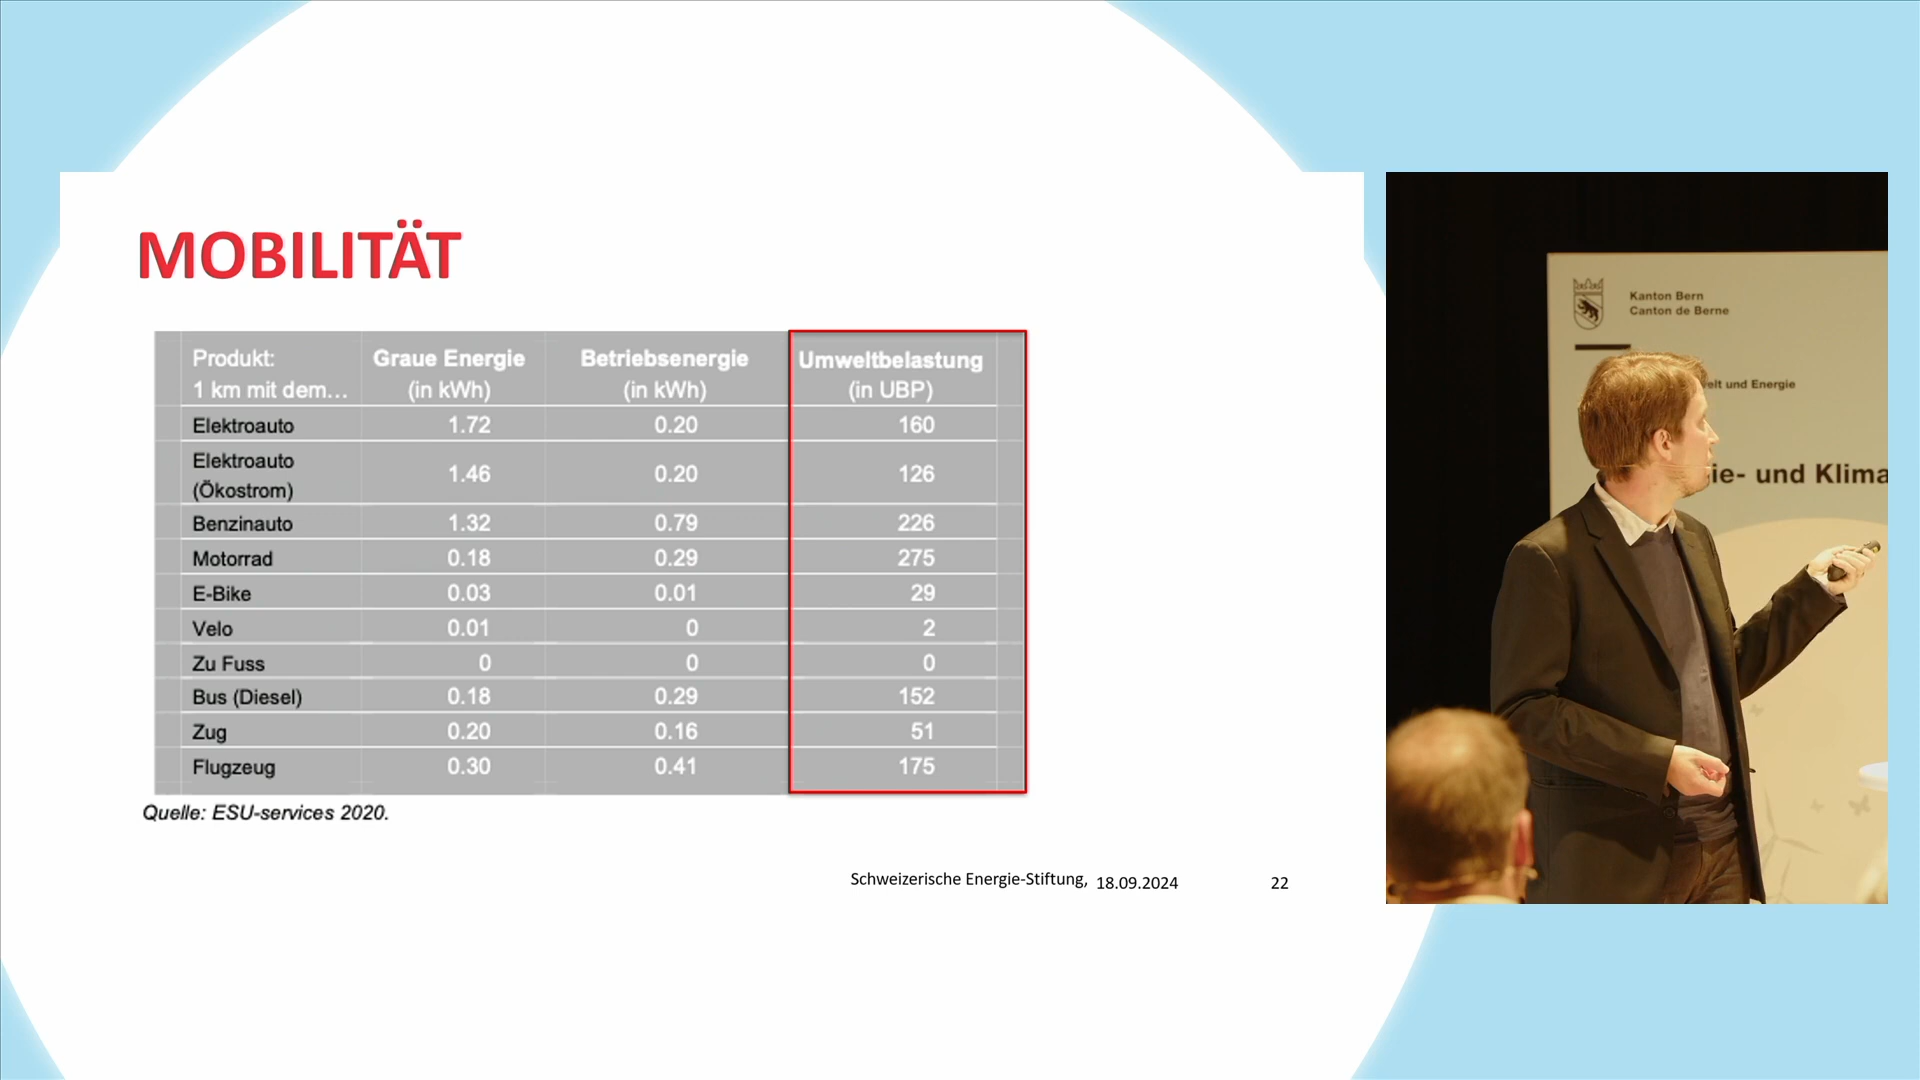 MOBILITÄT
Produkt: Graue Energie Betriebsenergie Umweltbelastung
1 km mit dem... (in kWh) (in kWh) (in UBP)
Elektroauto 1.72 0.20 160
Elektroauto
(Ökostrom) 1.46 0.20 126
Benzinauto 1.32 0.79 226
Motorrad 0.18 0.29 275
E-Bike 0.03 0.01 29
Velo 0.01 0 2
Zu Fuss 0 0 0
Bus (Diesel) 0.18 0.29 152
Zug 0.20 0.16 51
Flugzeug 0.30 0.41 175
Quelle: ESU-services 2020.
Schweizerische Energie-Stiftung, 18.09.2024 22
Kanton Bern
Canton de Berne
elt und Energie
ie- und Klima